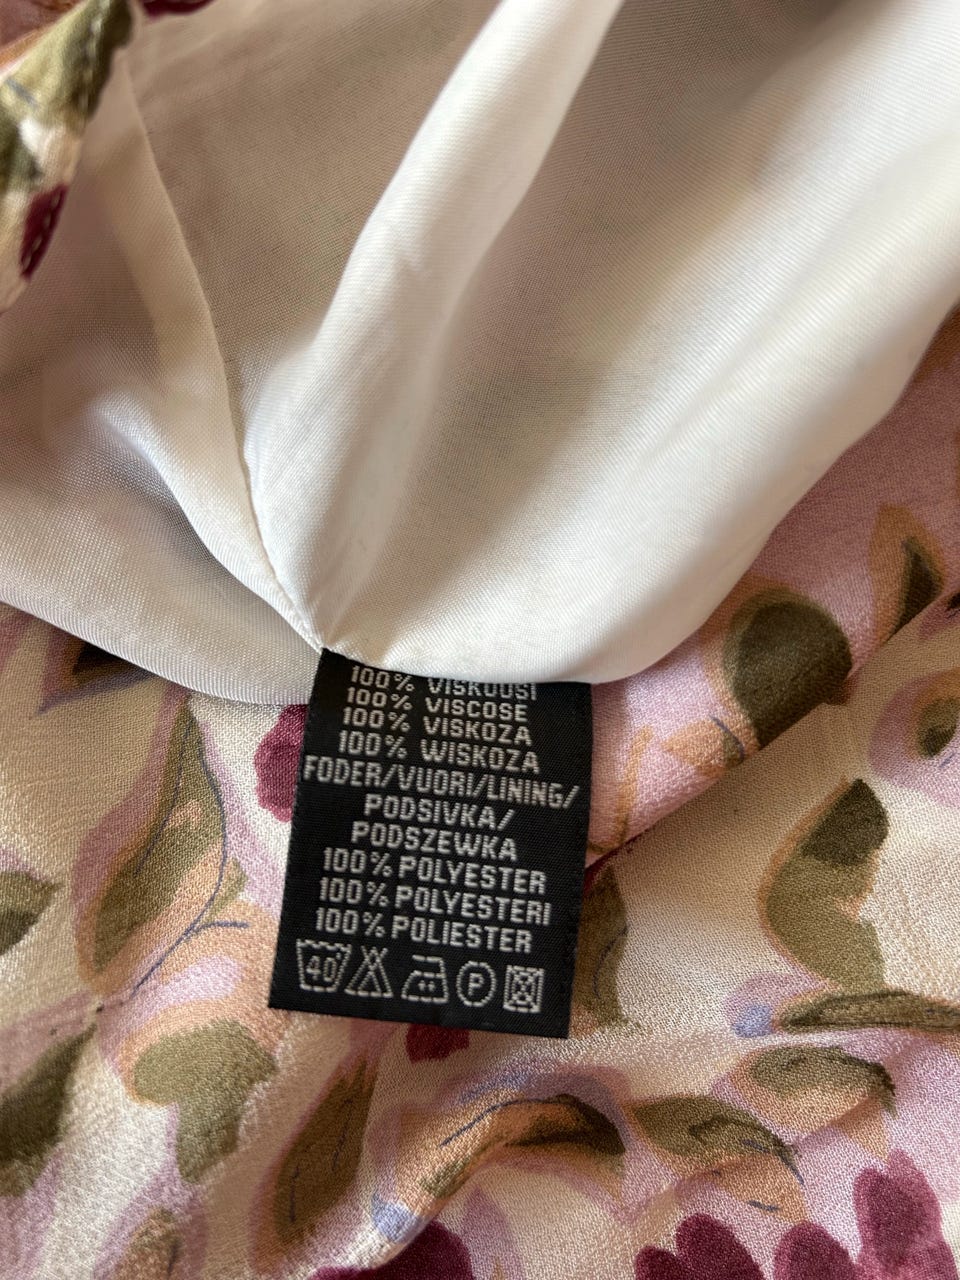 100% VISKOOSI
100% VISCOSE
100% VISKOZA
100% WISKOZA
FODER/VUORI/LINING/
PODSIVKA/
PODSZEWKA
100% POLYESTER
100% POLYESTERI
100% POLIESTER
40° P